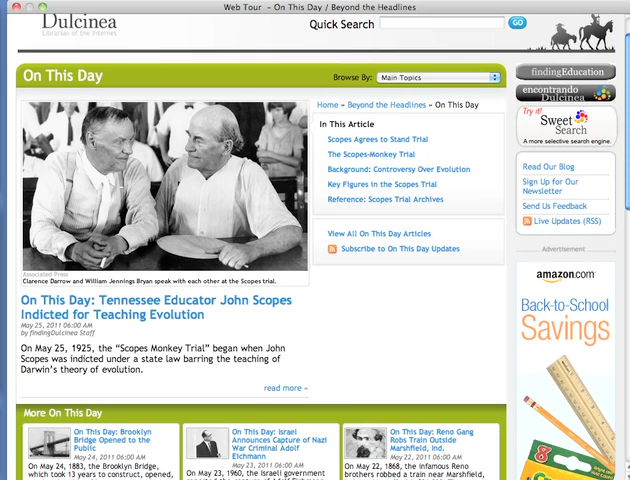 Web Tour - On This Day / Beyond the Headlines
Dulcinea
Librarian of the Internet
Quick Search
GO
On This Day
Browse By: Main Topics
findingEducation
encontrando
Dulcinea
Try it!
Sweet
Search
A more selective search engine.
Home » Beyond the Headlines » On This Day
In This Article
Scopes Agrees to Stand Trial
The Scopes-Monkey Trial
Background: Controversy Over Evolution
Key Figures in the Scopes Trial
Reference: Scopes Trial Archives
View All On This Day Articles
Subscribe to On This Day Updates
Read Our Blog
Sign Up for Our
Newsletter
Send Us Feedback
Live Updates (RSS)
Advertisement
amazon.com
Back-to-School
Savings
Associated Press
Clarence Darrow and William Jennings Bryan speak with each other at the Scopes trial.
On This Day: Tennessee Educator John Scopes
Indicted for Teaching Evolution
May 25, 2011 06:00 AM
by findingDulcinea Staff
On May 25, 1925, the “Scopes Monkey Trial” began when John
Scopes was indicted under a state law barring the teaching of
Darwin’s theory of evolution.
read more »
More On This Day
On This Day: Brooklyn
Bridge Opened to the
Public
May 24, 2011 06:00 AM
On May 24, 1883, the Brooklyn Bridge,
which took 13 years to construct, opened,
On This Day: Israel
Announces Capture of Nazi
War Criminal Adolf
Eichmann
May 23, 2011 06:00 AM
On May 23, 1960, the Israeli government
On This Day: Reno Gang
Robs Train Outside
Marshfield, Ind.
May 22, 2011 06:00 AM
On May 22, 1868, the infamous Reno
brothers robbed a train near Marshfield,